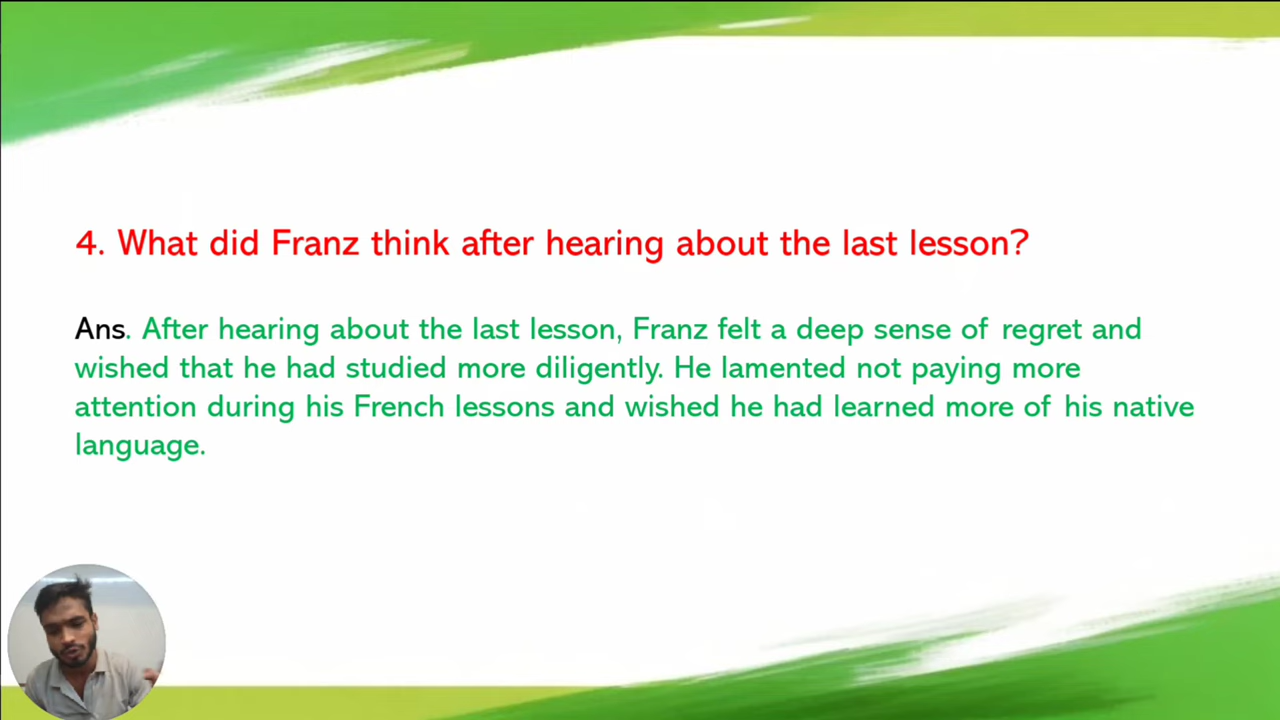 4. What did Franz think after hearing about the last lesson?
Ans. After hearing about the last lesson, Franz felt a deep sense of regret and
wished that he had studied more diligently. He lamented not paying more
attention during his French lessons and wished he had learned more of his native
language.